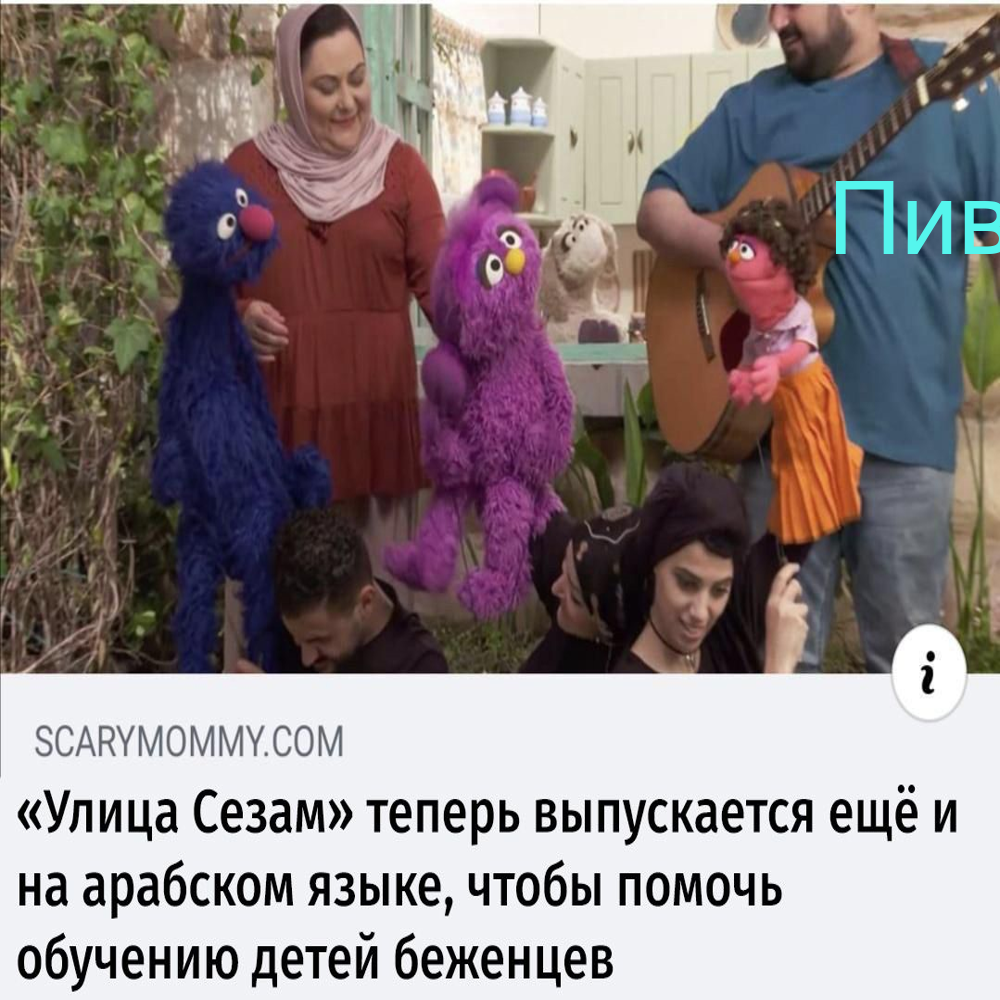 Пив
SCARYMOMMY.COM
«Улица Сезам» теперь выпускается ещё и
на арабском языке, чтобы помочь
обучению детей беженцев